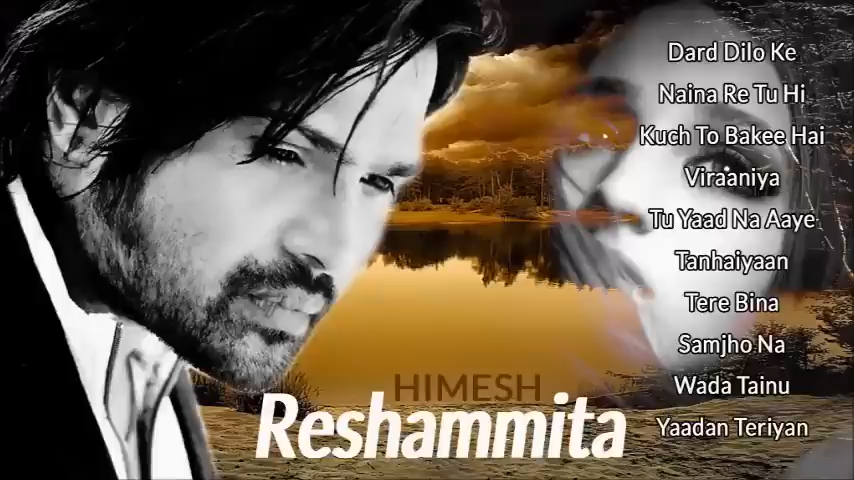 Dard Dilo Ke
Naina Re Tu Hi
Kuch To Bakee Hai
Viraaniya
Tu Yaad Na Aaye
Tanhaiyaan
Tere Bina
Samjho Na
Wada Tainu
Yaadan Teriyan
HIMESH
Reshammita